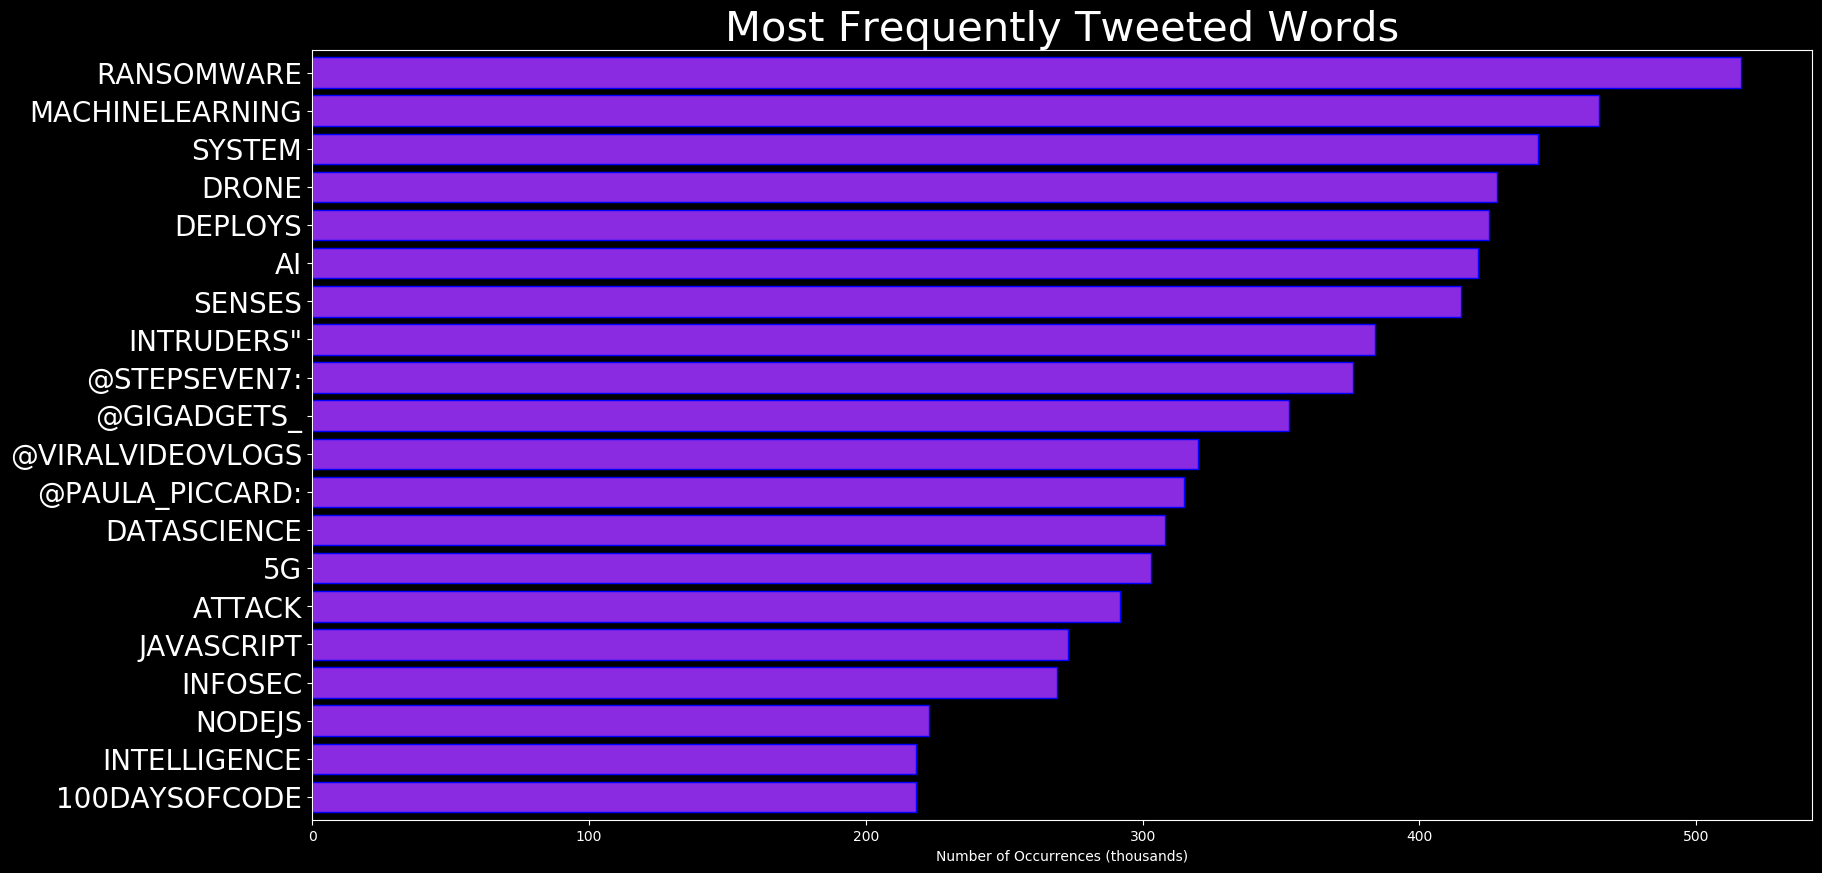 Most Frequently Tweeted Words
RANSOMWARE
MACHINELEARNING
SYSTEM
DRONE
DEPLOYS
AI
SENSES
INTRUDERS"
@STEPSEVEN7:
@GIGADGETS_
@VIRALVIDEOVLOGS
@PAULA_PICCARD:
DATASCIENCE
5G
ATTACK
JAVASCRIPT
INFOSEC
NODEJS
INTELLIGENCE
100DAYSOFCODE
0 100 200 300 400 500
Number of Occurrences (thousands)